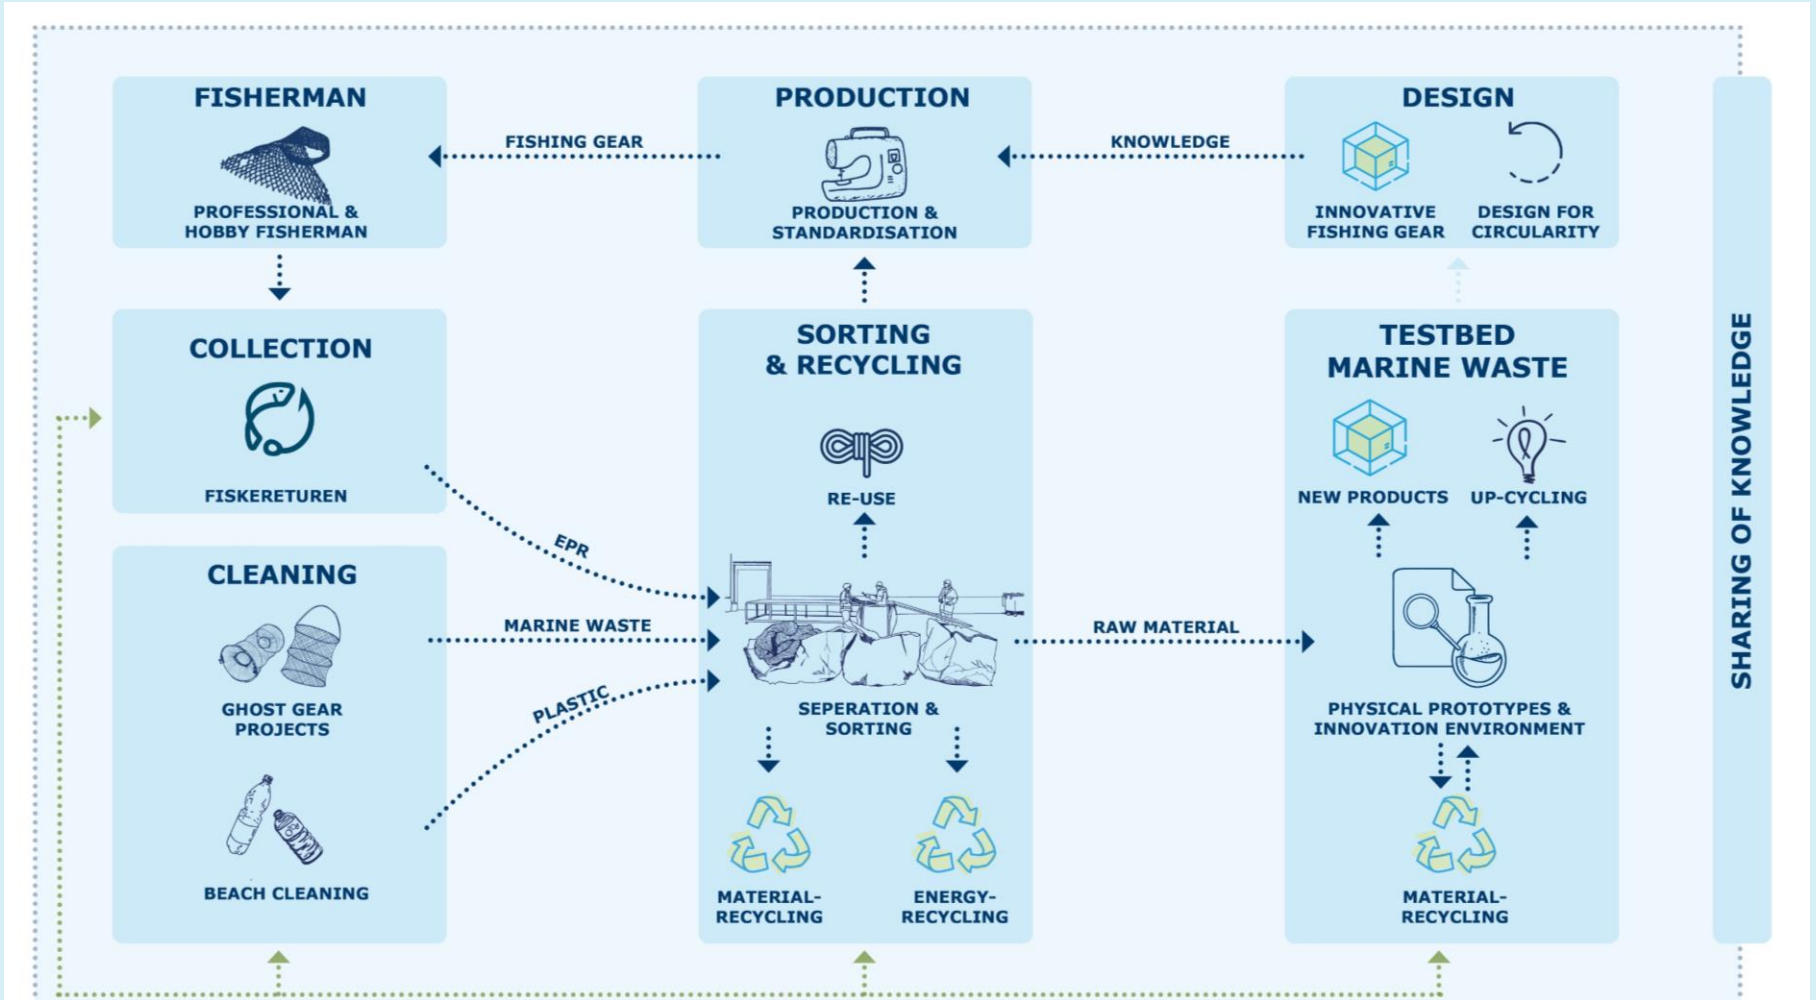 FISHERMAN
PROFESSIONAL &
HOBBY FISHERMAN
FISHING GEAR
PRODUCTION
PRODUCTION &
STANDARDISATION
KNOWLEDGE
DESIGN
INNOVATIVE
FISHING GEAR
DESIGN FOR
CIRCULARITY
COLLECTION
FISKERETUREN
CLEANING
GHOST GEAR
PROJECTS
BEACH CLEANING
EPR
MARINE WASTE
PLASTIC
SORTING
& RECYCLING
RE-USE
SEPERATION &
SORTING
MATERIAL-
RECYCLING
ENERGY-
RECYCLING
RAW MATERIAL
TESTBED
MARINE WASTE
NEW PRODUCTS
UP-CYCLING
PHYSICAL PROTOTYPES &
INNOVATION ENVIRONMENT
MATERIAL-
RECYCLING
SHARING OF KNOWLEDGE